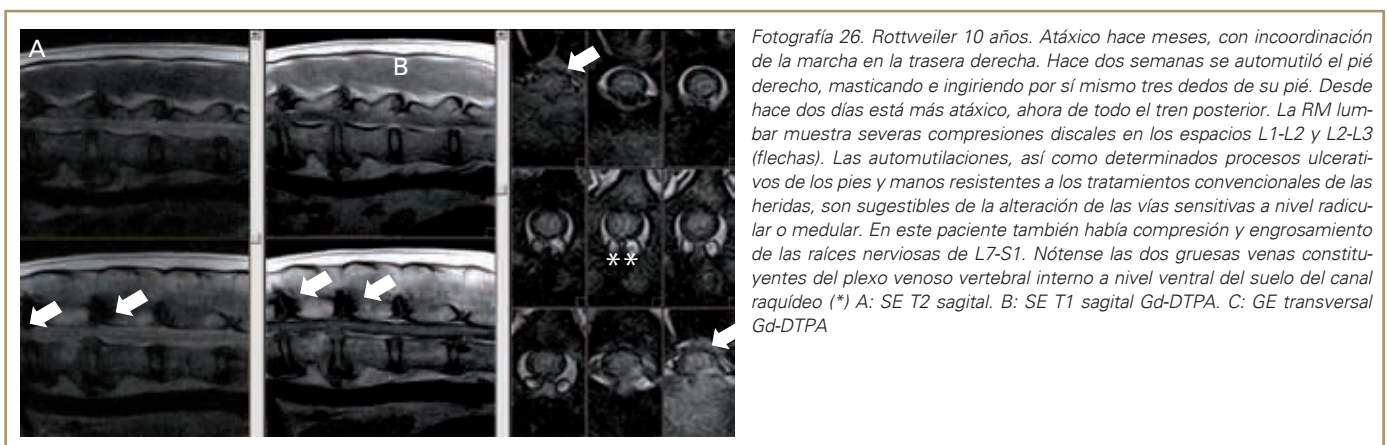 A
B
**
Fotografía 26. Rottweiler 10 años. Atáxico hace meses, con incoordinación
de la marcha en la trasera derecha. Hace dos semanas se automutiló el pié
derecho, masticando e ingiriendo por sí mismo tres dedos de su pié. Desde
hace dos días está más atáxico, ahora de todo el tren posterior. La RM lum-
bar muestra severas compresiones discales en los espacios L1-L2 y L2-L3
(flechas). Las automutilaciones, así como determinados procesos ulcerati-
vos de los pies y manos resistentes a los tratamientos convencionales de las
heridas, son sugestibles de la alteración de las vías sensitivas a nivel radicu-
lar o medular. En este paciente también había compresión y engrosamiento
de las raíces nerviosas de L7-S1. Nótense las dos gruesas venas constitu-
yentes del plexo venoso vertebral interno a nivel ventral del suelo del canal
raquídeo (*) A: SE T2 sagital. B: SE T1 sagital Gd-DTPA. C: GE transversal
Gd-DTPA